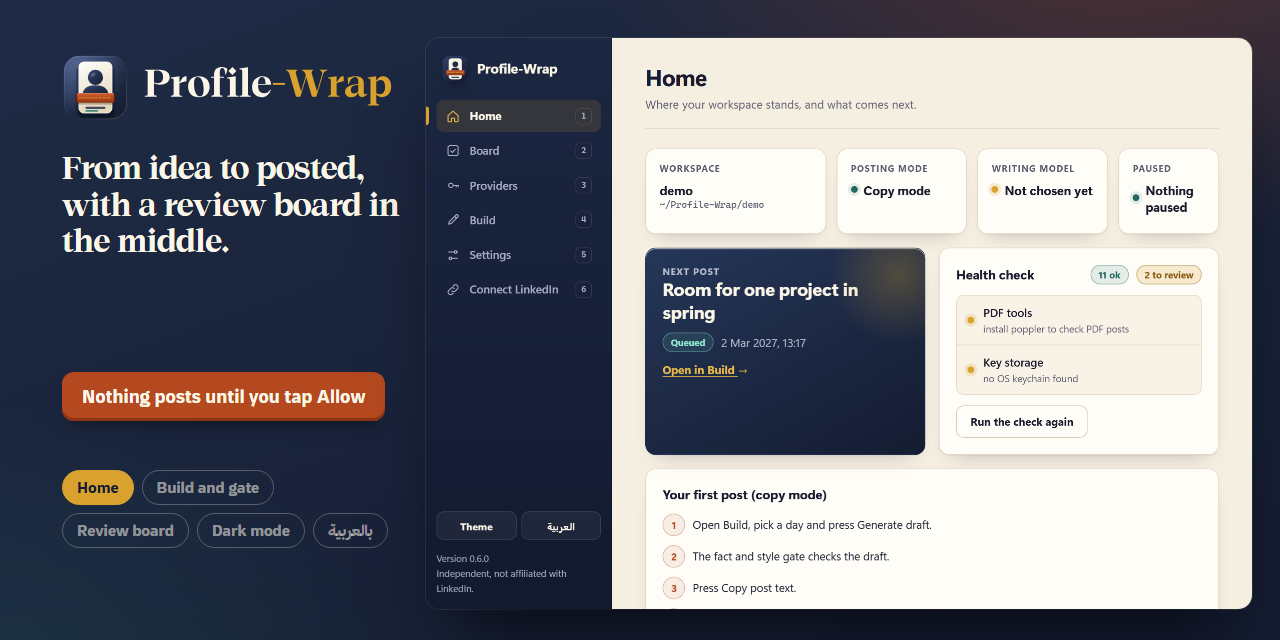 Profile-Wrap
From idea to posted,
with a review board in
the middle.
Nothing posts until you tap Allow
Home
Build and gate
Review board
Dark mode
بالعربية
Profile-Wrap
Home 1
Board 2
Providers 3
Build 4
Settings 5
Connect LinkedIn 6
Theme
العربية
Version 0.6.0
Independent, not affiliated with
LinkedIn.
Home
Where your workspace stands, and what comes next.
WORKSPACE
demo
~/Profile-Wrap/demo
POSTING MODE
Copy mode
WRITING MODEL
Not chosen yet
PAUSED
Nothing
paused
NEXT POST
Room for one project in
spring
Queued 2 Mar 2027, 13:17
Open in Build →
Health check
11 ok
2 to review
PDF tools
install poppler to check PDF posts
Key storage
no OS keychain found
Run the check again
Your first post (copy mode)
1 Open Build, pick a day and press Generate draft.
2 The fact and style gate checks the draft.
3 Press Copy post text.